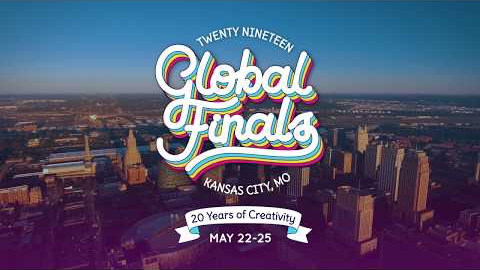 TWENTY NINETEEN
Global
Finals
KANSAS CITY, MO
20 Years of Creativity
MAY 22-25